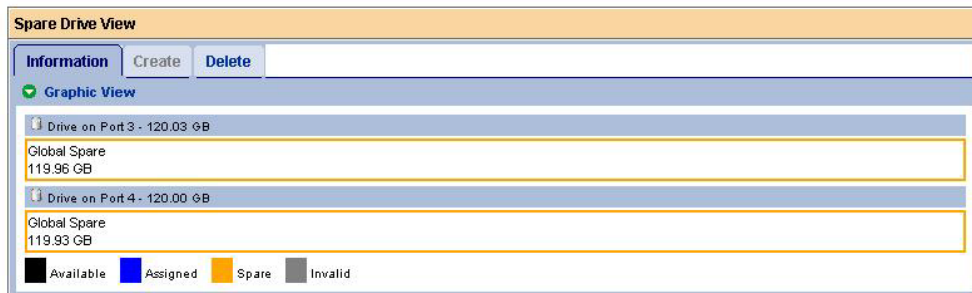 Spare Drive View
Information Create Delete
Graphic View
Drive on Port 3 - 120.03 GB
Global Spare
119.96 GB
Drive on Port 4 - 120.00 GB
Global Spare
119.93 GB
Available Assigned Spare Invalid